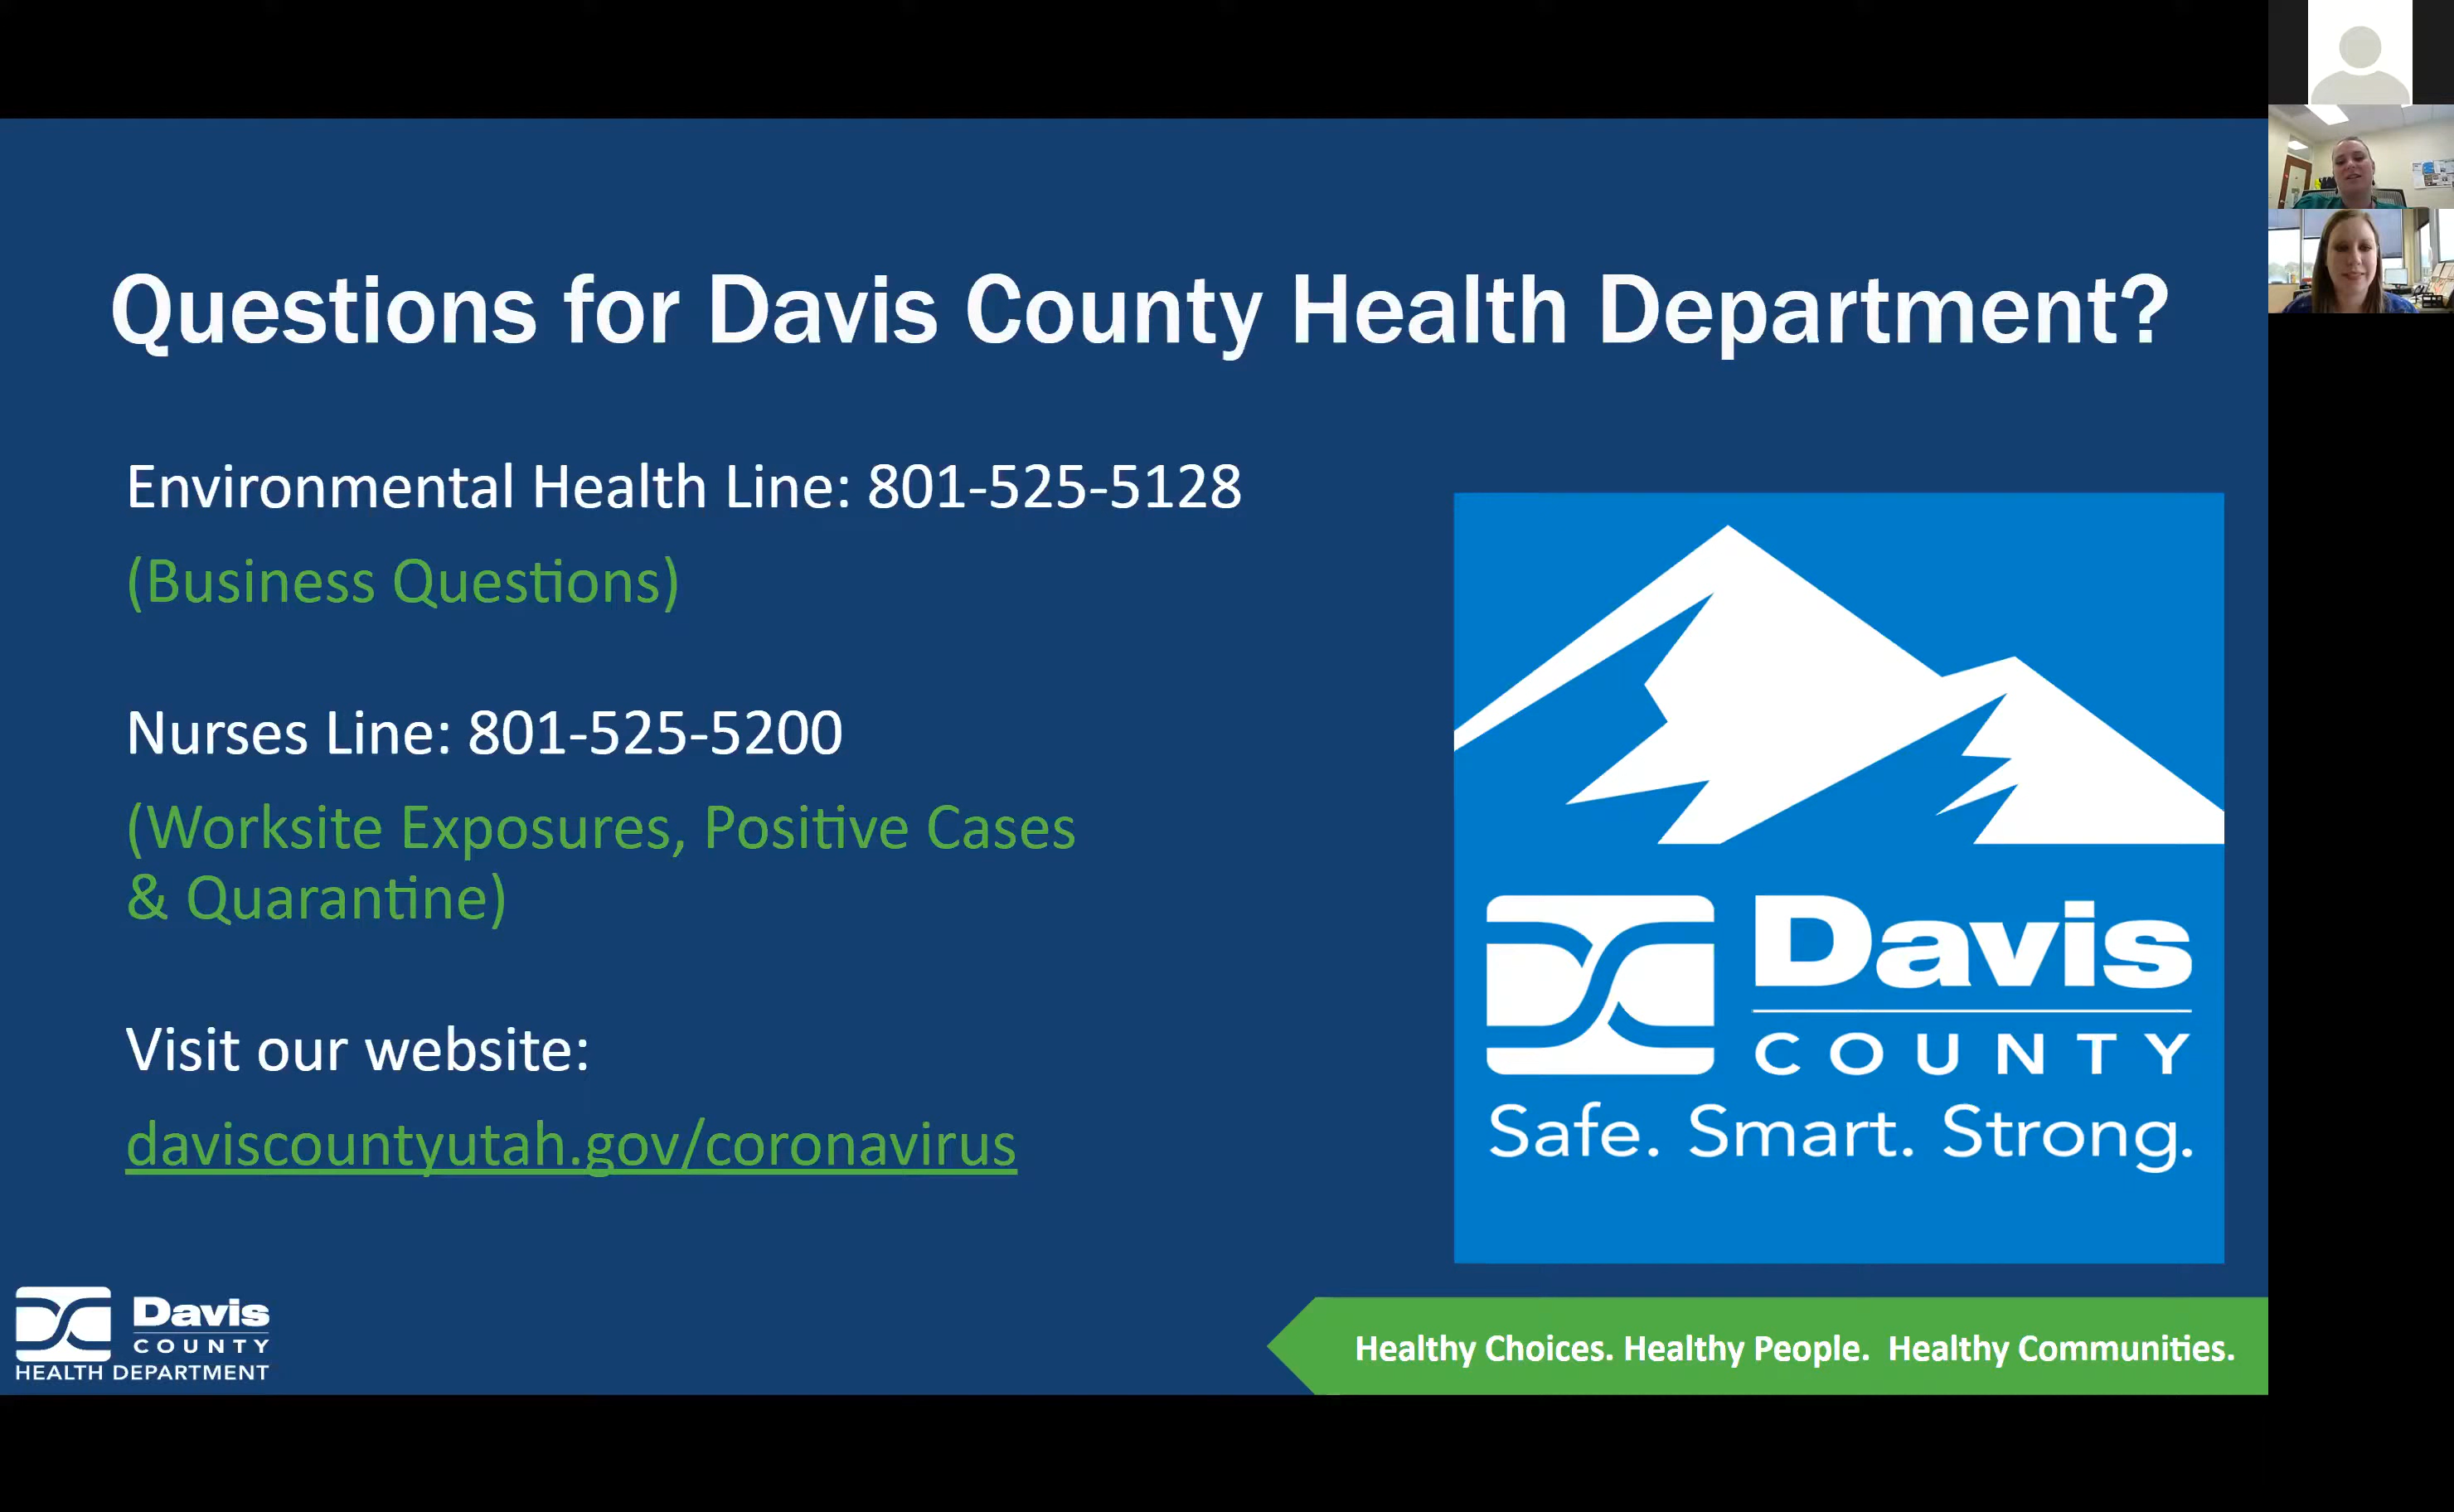 Questions for Davis County Health Department?
Environmental Health Line: 801-525-5128
(Business Questions)
Nurses Line: 801-525-5200
(Worksite Exposures, Positive Cases
& Quarantine)
Visit our website:
daviscountyutah.gov/coronavirus
Davis
COUNTY
Safe. Smart. Strong.
Davis
COUNTY
HEALTH DEPARTMENT
Healthy Choices. Healthy People. Healthy Communities.